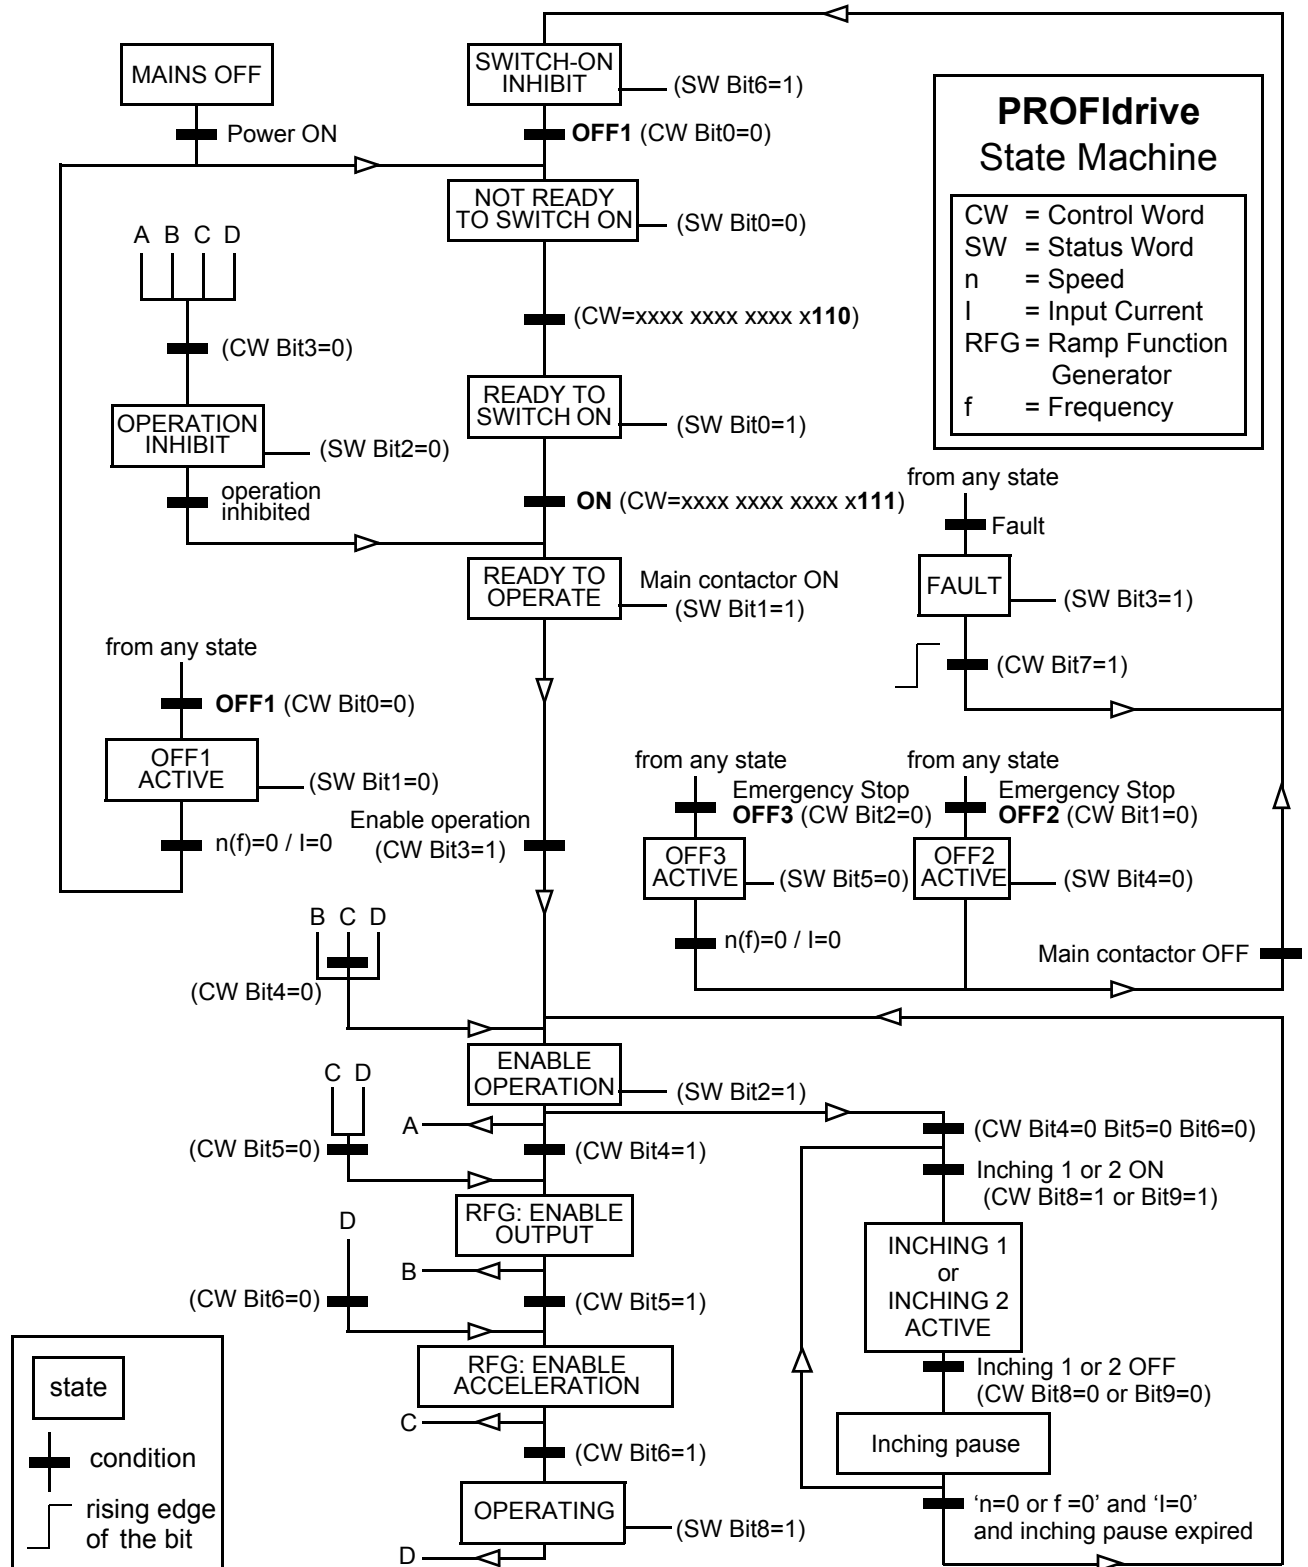 MAINS OFF
Power ON
SWITCH-ON
INHIBIT
(SW Bit6=1)
OFF1 (CW Bit0=0)
PROFIdrive
State Machine
CW = Control Word
SW = Status Word
n = Speed
I = Input Current
RFG = Ramp Function
Generator
f = Frequency
NOT READY
TO SWITCH ON
(SW Bit0=0)
A B C D
(CW Bit3=0)
(CW=xxxx xxxx xxxx x110)
OPERATION
INHIBIT
(SW Bit2=0)
operation
inhibited
READY TO
SWITCH ON
(SW Bit0=1)
ON (CW=xxxx xxxx xxxx x111)
from any state
Fault
FAULT
(SW Bit3=1)
(CW Bit7=1)
READY TO
OPERATE
Main contactor ON
(SW Bit1=1)
from any state
OFF1 (CW Bit0=0)
OFF1
ACTIVE
(SW Bit1=0)
n(f)=0 / I=0
Enable operation
(CW Bit3=1)
from any state
Emergency Stop
OFF3 (CW Bit2=0)
OFF3
ACTIVE
(SW Bit5=0)
n(f)=0 / I=0
from any state
Emergency Stop
OFF2 (CW Bit1=0)
OFF2
ACTIVE
(SW Bit4=0)
Main contactor OFF
B C D
(CW Bit4=0)
ENABLE
OPERATION
(SW Bit2=1)
C D
A
(CW Bit5=0)
(CW Bit4=1)
(CW Bit4=0 Bit5=0 Bit6=0)
Inching 1 or 2 ON
(CW Bit8=1 or Bit9=1)
RFG: ENABLE
OUTPUT
D
B
(CW Bit6=0)
(CW Bit5=1)
INCHING 1
or
INCHING 2
ACTIVE
RFG: ENABLE
ACCELERATION
Inching 1 or 2 OFF
(CW Bit8=0 or Bit9=0)
C
(CW Bit6=1)
Inching pause
OPERATING
(SW Bit8=1)
D
'n=0 or f =0' and 'I=0'
and inching pause expired
state
condition
rising edge
of the bit